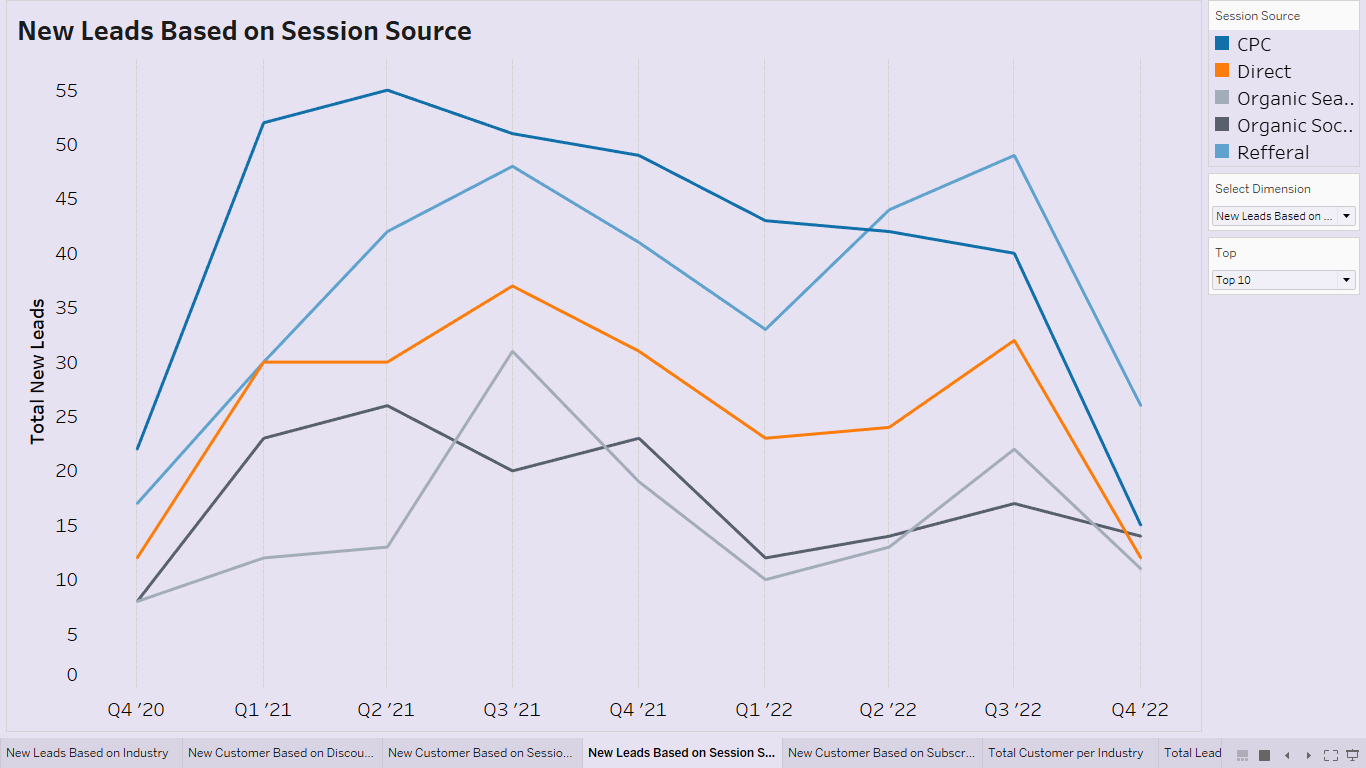 New Leads Based on Session Source
Session Source
CPC
Direct
Organic Sea..
Organic Soc..
Refferal
Select Dimension
New Leads Based on ...
Top
Top 10
Total New Leads
55
50
45
40
35
30
25
20
15
10
5
0
Q4 '20
Q1 '21
Q2 '21
Q3 '21
Q4 '21
Q1 '22
Q2 '22
Q3 '22
Q4 '22
New Leads Based on Industry
New Customer Based on Discou...
New Customer Based on Sessio...
New Leads Based on Session S...
New Customer Based on Subscr...
Total Customer per Industry
Total Lead